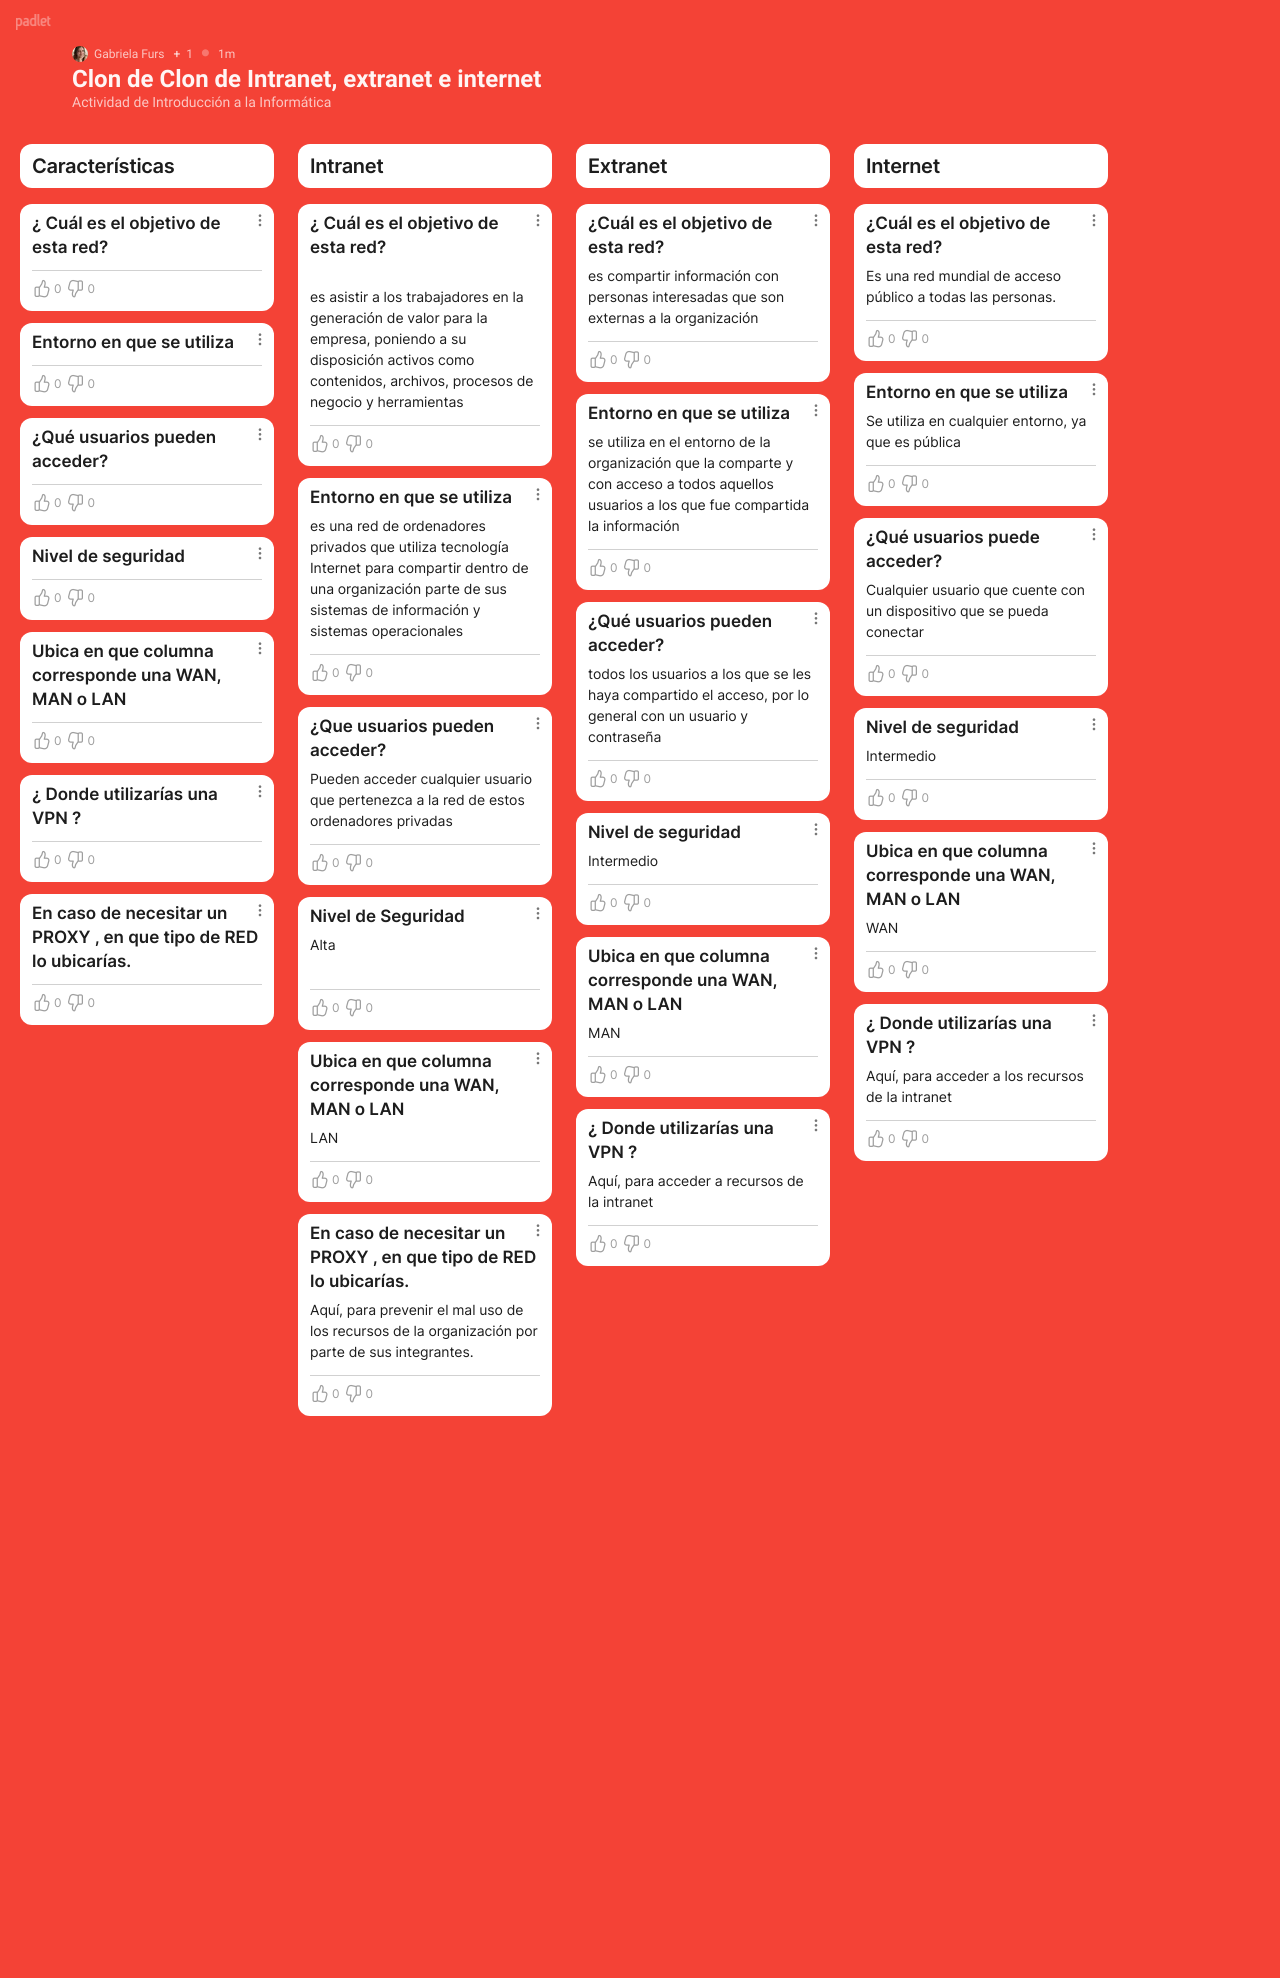 padlet
Gabriela Furs + 1 1m
Clon de Clon de Intranet, extranet e internet
Actividad de Introducción a la Informática
Características
¿ Cuál es el objetivo de
esta red?
0 0
Entorno en que se utiliza
0 0
¿Qué usuarios pueden
acceder?
0 0
Nivel de seguridad
0 0
Ubica en que columna
corresponde una WAN,
MAN o LAN
0 0
¿ Donde utilizarías una
VPN ?
0 0
En caso de necesitar un
PROXY , en que tipo de RED
lo ubicarías.
0 0
Intranet
¿ Cuál es el objetivo de
esta red?
es asistir a los trabajadores en la
generación de valor para la
empresa, poniendo a su
disposición activos como
contenidos, archivos, procesos de
negocio y herramientas
0 0
Entorno en que se utiliza
es una red de ordenadores
privados que utiliza tecnología
Internet para compartir dentro de
una organización parte de sus
sistemas de información y
sistemas operacionales
0 0
¿Que usuarios pueden
acceder?
Pueden acceder cualquier usuario
que pertenezca a la red de estos
ordenadores privadas
0 0
Nivel de Seguridad
Alta
0 0
Ubica en que columna
corresponde una WAN,
MAN o LAN
LAN
0 0
En caso de necesitar un
PROXY , en que tipo de RED
lo ubicarías.
Aquí, para prevenir el mal uso de
los recursos de la organización por
parte de sus integrantes.
0 0
Extranet
¿Cuál es el objetivo de
esta red?
es compartir información con
personas interesadas que son
externas a la organización
0 0
Entorno en que se utiliza
se utiliza en el entorno de la
organización que la comparte y
con acceso a todos aquellos
usuarios a los que fue compartida
la información
0 0
¿Qué usuarios pueden
acceder?
todos los usuarios a los que se les
haya compartido el acceso, por lo
general con un usuario y
contraseña
0 0
Nivel de seguridad
Intermedio
0 0
Ubica en que columna
corresponde una WAN,
MAN o LAN
MAN
0 0
¿ Donde utilizarías una
VPN ?
Aquí, para acceder a recursos de
la intranet
0 0
Internet
¿Cuál es el objetivo de
esta red?
Es una red mundial de acceso
público a todas las personas.
0 0
Entorno en que se utiliza
Se utiliza en cualquier entorno, ya
que es pública
0 0
¿Qué usuarios puede
acceder?
Cualquier usuario que cuente con
un dispositivo que se pueda
conectar
0 0
Nivel de seguridad
Intermedio
0 0
Ubica en que columna
corresponde una WAN,
MAN o LAN
WAN
0 0
¿ Donde utilizarías una
VPN ?
Aquí, para acceder a los recursos
de la intranet
0 0